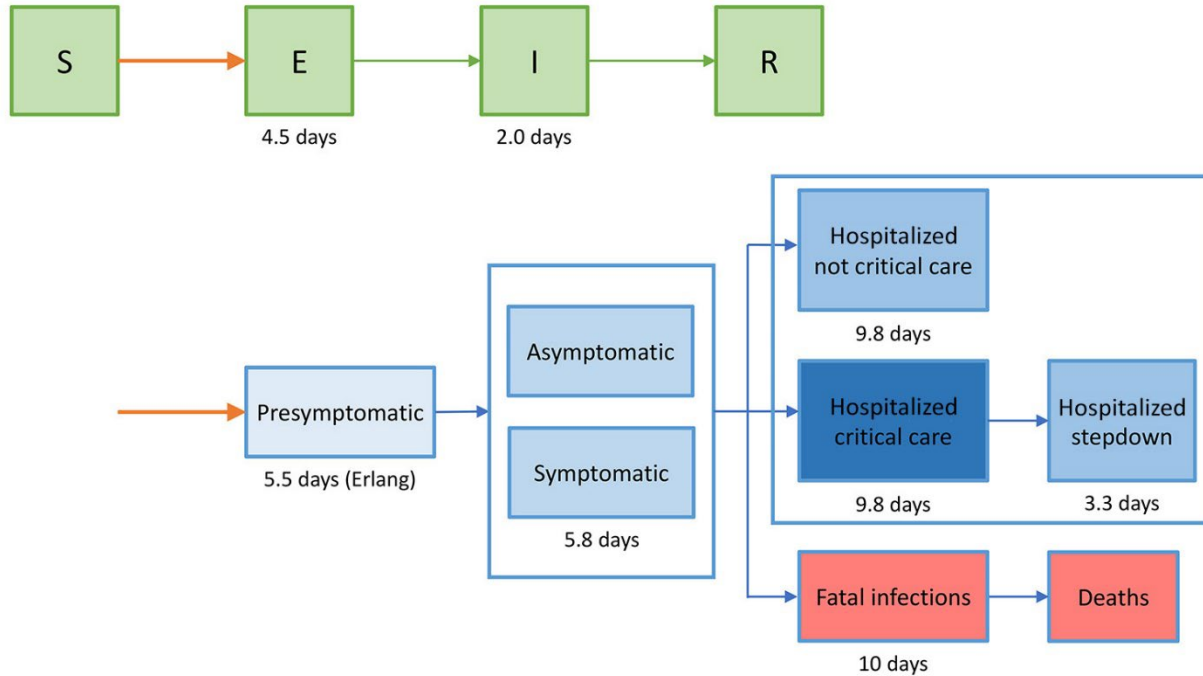 S
E
I
R
4.5 days
2.0 days
Hospitalized
not critical care
9.8 days
Asymptomatic
Presymptomatic
5.5 days (Erlang)
Symptomatic
5.8 days
Hospitalized
critical care
9.8 days
Hospitalized
stepdown
3.3 days
Fatal infections
10 days
Deaths